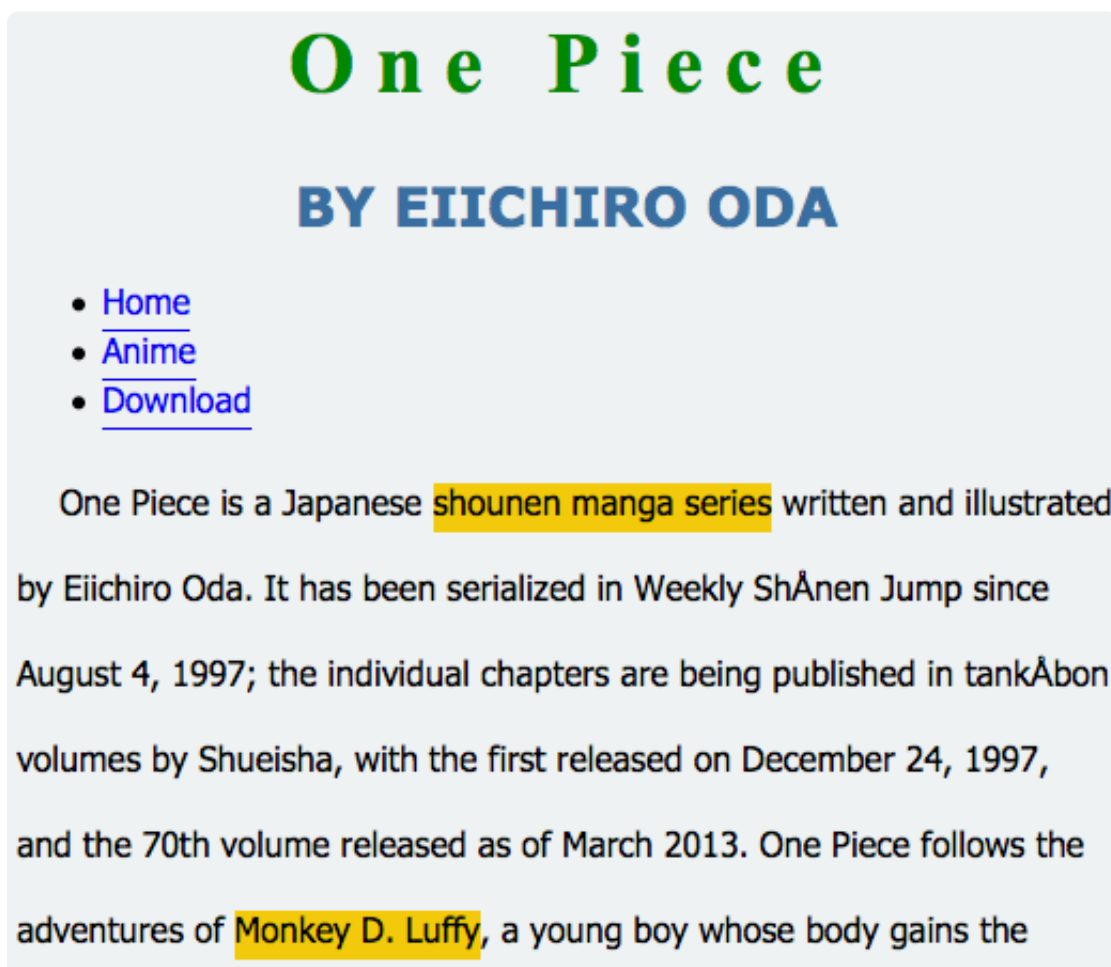 One Piece
BY EIICHIRO ODA
Home
Anime
Download
One Piece is a Japanese shounen manga series written and illustrated
by Eiichiro Oda. It has been serialized in Weekly ShÅnen Jump since
August 4, 1997; the individual chapters are being published in tankÅbon
volumes by Shueisha, with the first released on December 24, 1997,
and the 70th volume released as of March 2013. One Piece follows the
adventures of Monkey D. Luffy, a young boy whose body gains the